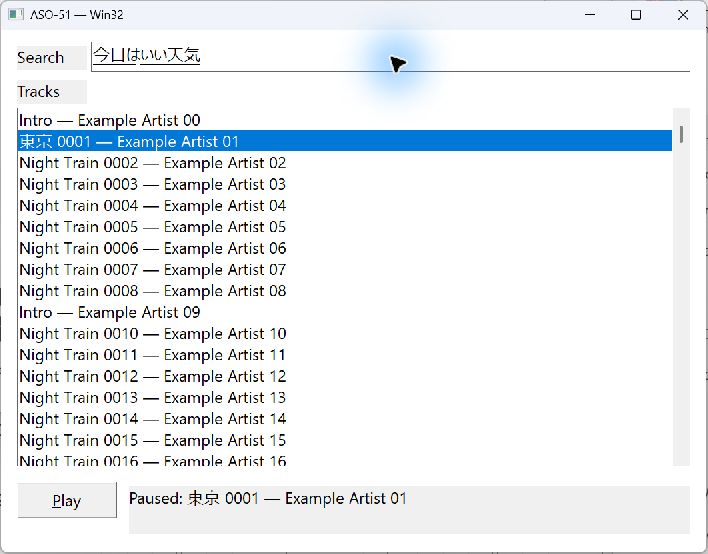 ASO-51 — Win32
Search
今日はいい天気
Tracks
Intro — Example Artist 00
東京 0001 — Example Artist 01
Night Train 0002 — Example Artist 02
Night Train 0003 — Example Artist 03
Night Train 0004 — Example Artist 04
Night Train 0005 — Example Artist 05
Night Train 0006 — Example Artist 06
Night Train 0007 — Example Artist 07
Night Train 0008 — Example Artist 08
Intro — Example Artist 09
Night Train 0010 — Example Artist 10
Night Train 0011 — Example Artist 11
Night Train 0012 — Example Artist 12
Night Train 0013 — Example Artist 13
Night Train 0014 — Example Artist 14
Night Train 0015 — Example Artist 15
Night Train 0016 — Example Artist 16
Play
Paused: 東京 0001 — Example Artist 01